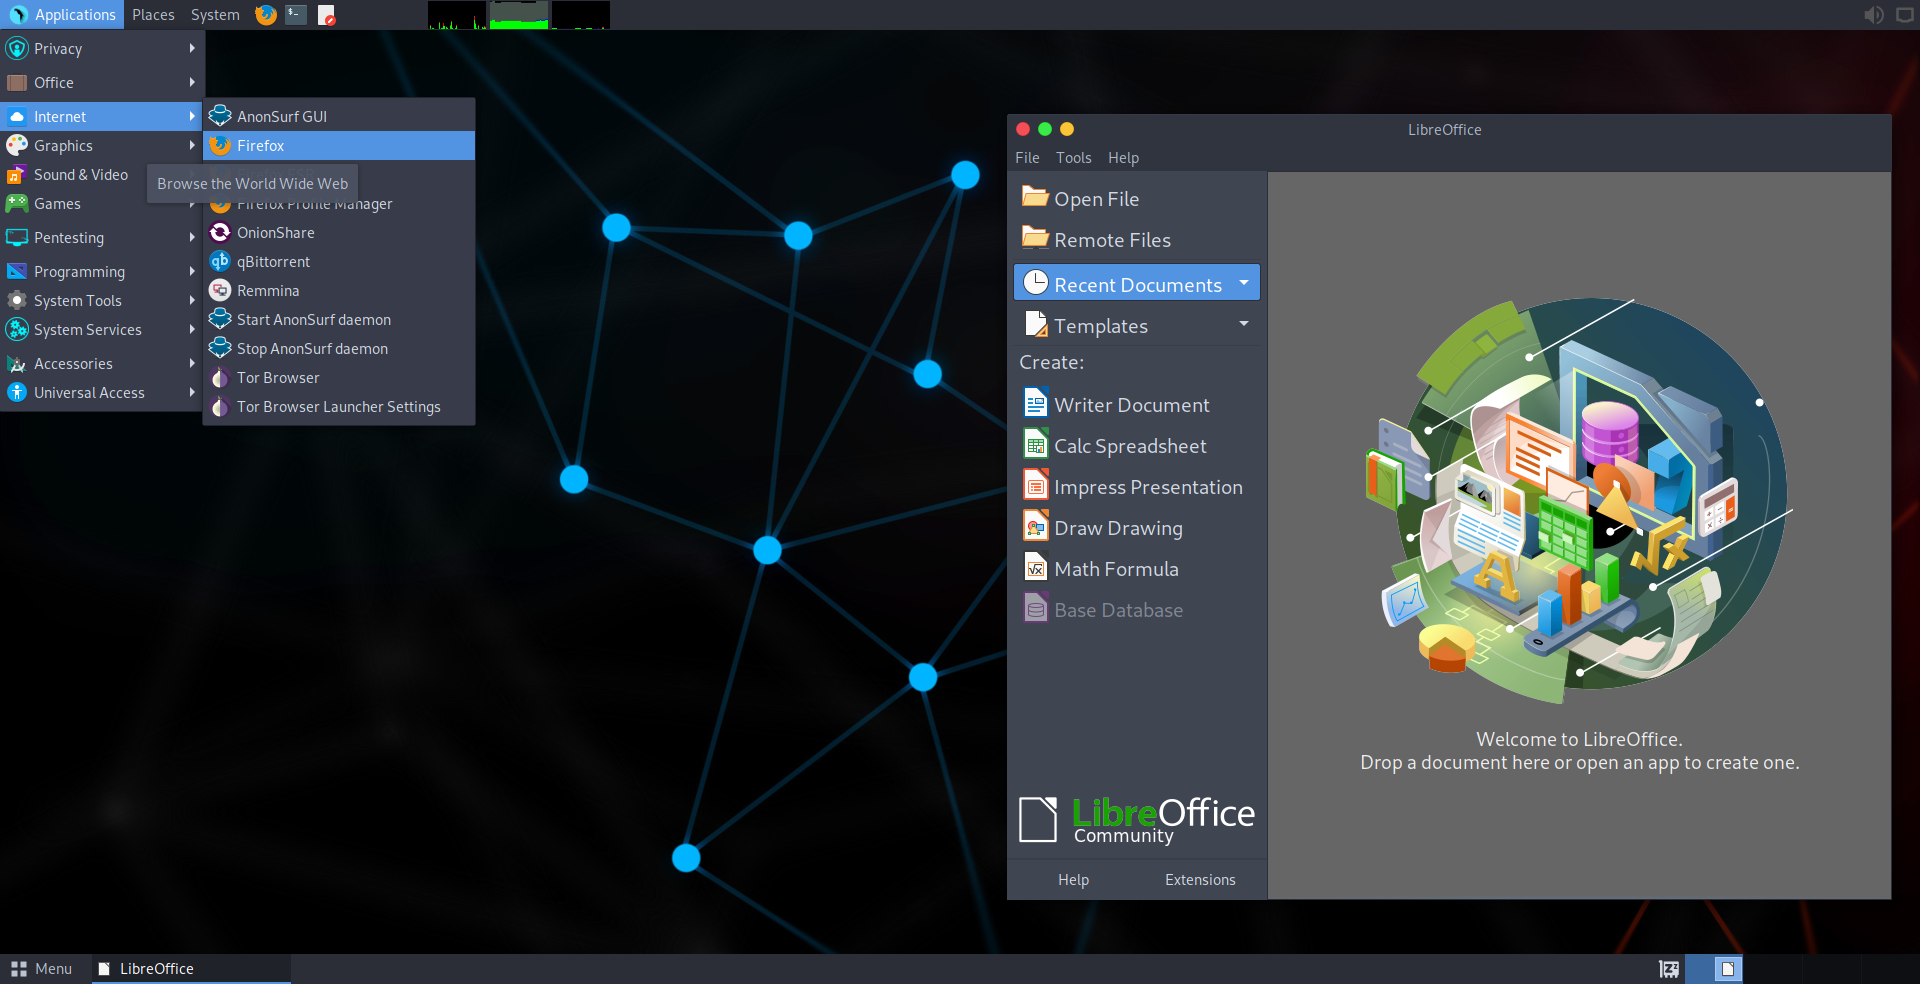 Applications Places System
Privacy
Office
Internet
Graphics
Sound & Video
Games
Pentesting
Programming
System Tools
System Services
Accessories
Universal Access
AnonSurf GUI
Firefox
Browse the World Wide Web
Firefox Profile Manager
OnionShare
qBittorrent
Remmina
Start AnonSurf daemon
Stop AnonSurf daemon
Tor Browser
Tor Browser Launcher Settings
LibreOffice
File Tools Help
Open File
Remote Files
Recent Documents
Templates
Create:
Writer Document
Calc Spreadsheet
Impress Presentation
Draw Drawing
Math Formula
Base Database
LibreOffice
Community
Help Extensions
Welcome to LibreOffice.
Drop a document here or open an app to create one.
Menu LibreOffice